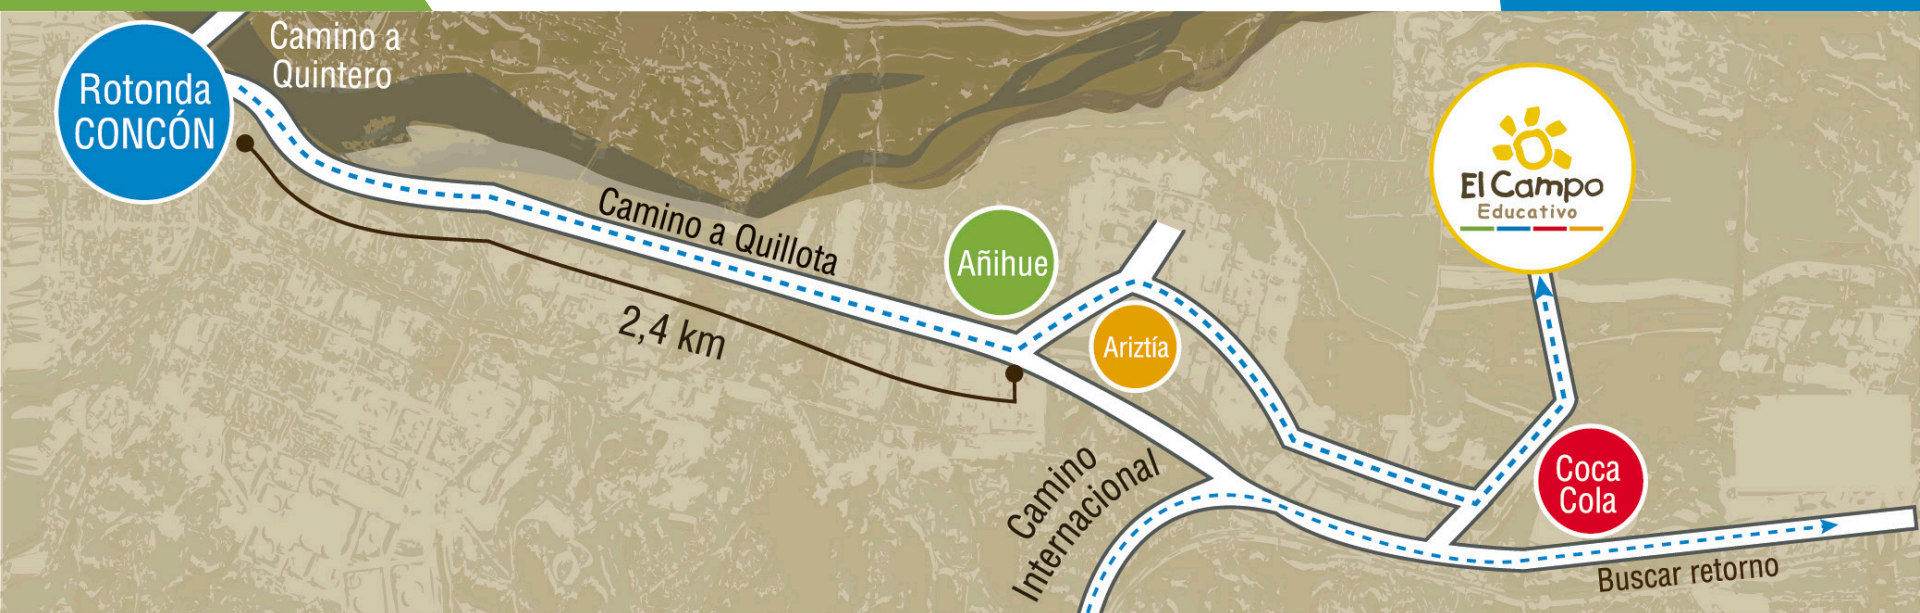 Camino a
Quintero
Rotonda
CONCÓN
Camino a Quillota
2,4 km
Añihue
Ariztía
El Campo
Educativo
Camino
Internacional
Coca
Cola
Buscar retorno